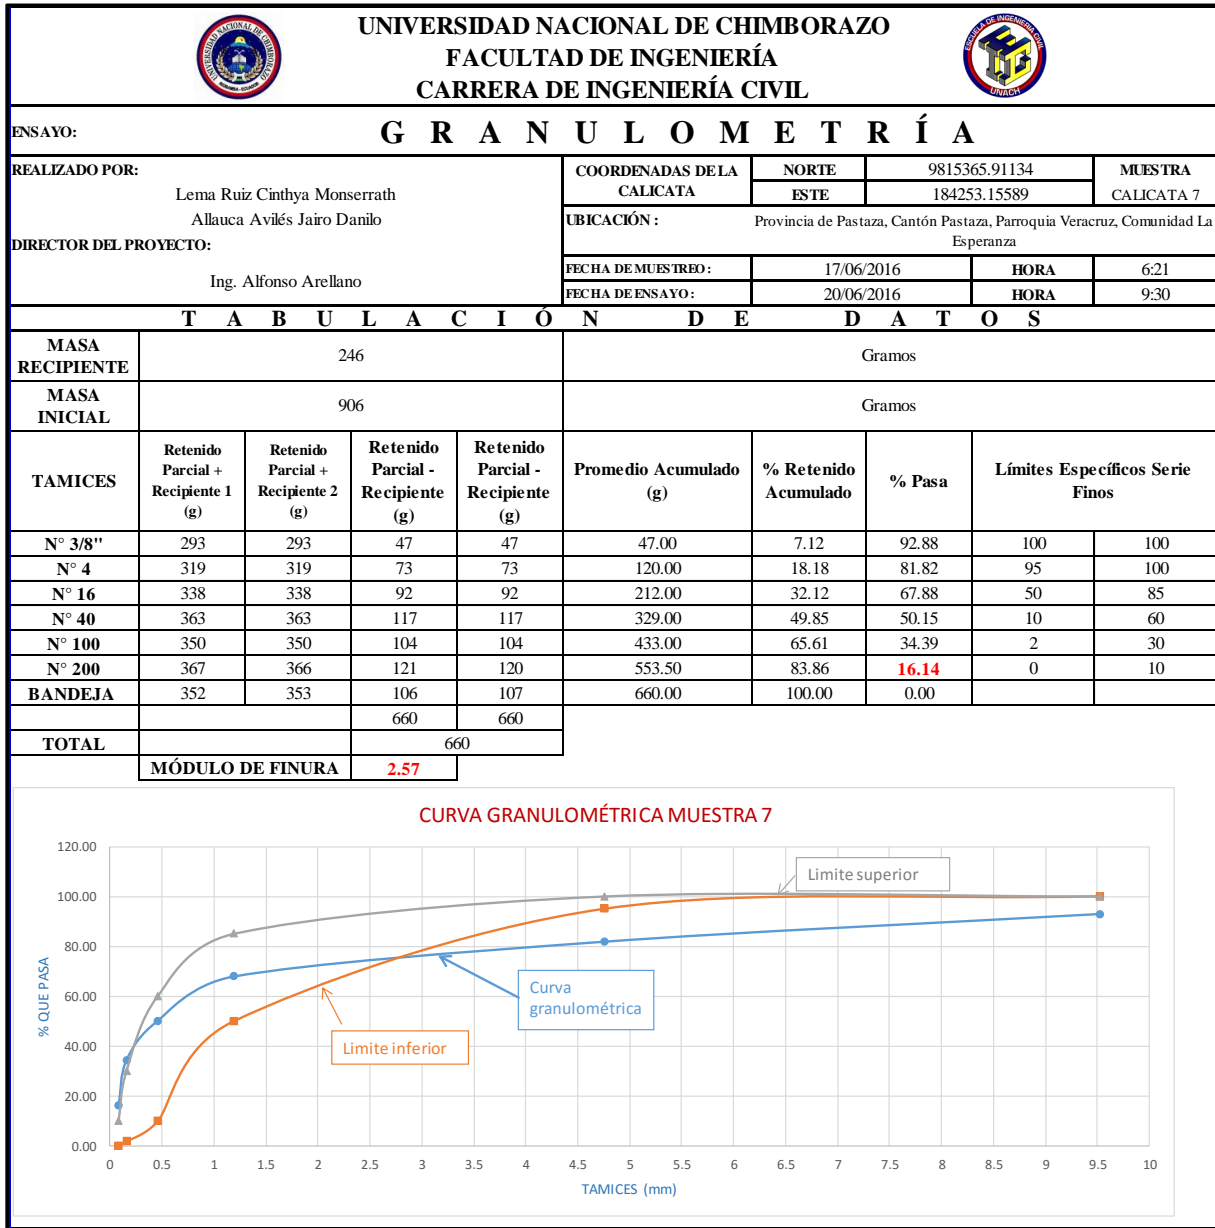 UNIVERSIDAD NACIONAL DE CHIMBORAZO
FACULTAD DE INGENIERÍA
CARRERA DE INGENIERÍA CIVIL
UNIVERSIDAD NACIONAL DE CHIMBORAZO
RIOBAMBA - ECUADOR
ESCUELA DE INGENIERÍA CIVIL
UNACH
ENSAYO: G R A N U L O M E T R Í A
REALIZADO POR:
Lema Ruiz Cinthya Monserrath
Allauca Avilés Jairo Danilo
DIRECTOR DEL PROYECTO:
Ing. Alfonso Arellano
COORDENADAS DE LA CALICATA NORTE 9815365.91134 MUESTRA
ESTE 184253.15589 CALICATA 7
UBICACIÓN : Provincia de Pastaza, Cantón Pastaza, Parroquia Veracruz, Comunidad La
Esperanza
FECHA DE MUESTREO : 17/06/2016 HORA 6:21
FECHA DE ENSAYO : 20/06/2016 HORA 9:30
T A B U L A C I Ó N D E D A T O S
MASA RECIPIENTE 246 Gramos
MASA INICIAL 906 Gramos
TAMICES Retenido Parcial + Recipiente 1 (g) Retenido Parcial + Recipiente 2 (g) Retenido Parcial - Recipiente (g) Retenido Parcial - Recipiente (g) Promedio Acumulado (g) % Retenido Acumulado % Pasa Límites Específicos Serie Finos
N° 3/8'' 293 293 47 47 47.00 7.12 92.88 100 100
N° 4 319 319 73 73 120.00 18.18 81.82 95 100
N° 16 338 338 92 92 212.00 32.12 67.88 50 85
N° 40 363 363 117 117 329.00 49.85 50.15 10 60
N° 100 350 350 104 104 433.00 65.61 34.39 2 30
N° 200 367 366 121 120 553.50 83.86 16.14 0 10
BANDEJA 352 353 106 107 660.00 100.00 0.00
660 660
TOTAL 660
MÓDULO DE FINURA 2.57
CURVA GRANULOMÉTRICA MUESTRA 7
% QUE PASA
120.00
100.00
80.00
60.00
40.00
20.00
0.00
Limite superior
Curva
granulométrica
Limite inferior
0 0.5 1 1.5 2 2.5 3 3.5 4 4.5 5 5.5 6 6.5 7 7.5 8 8.5 9 9.5 10
TAMICES (mm)